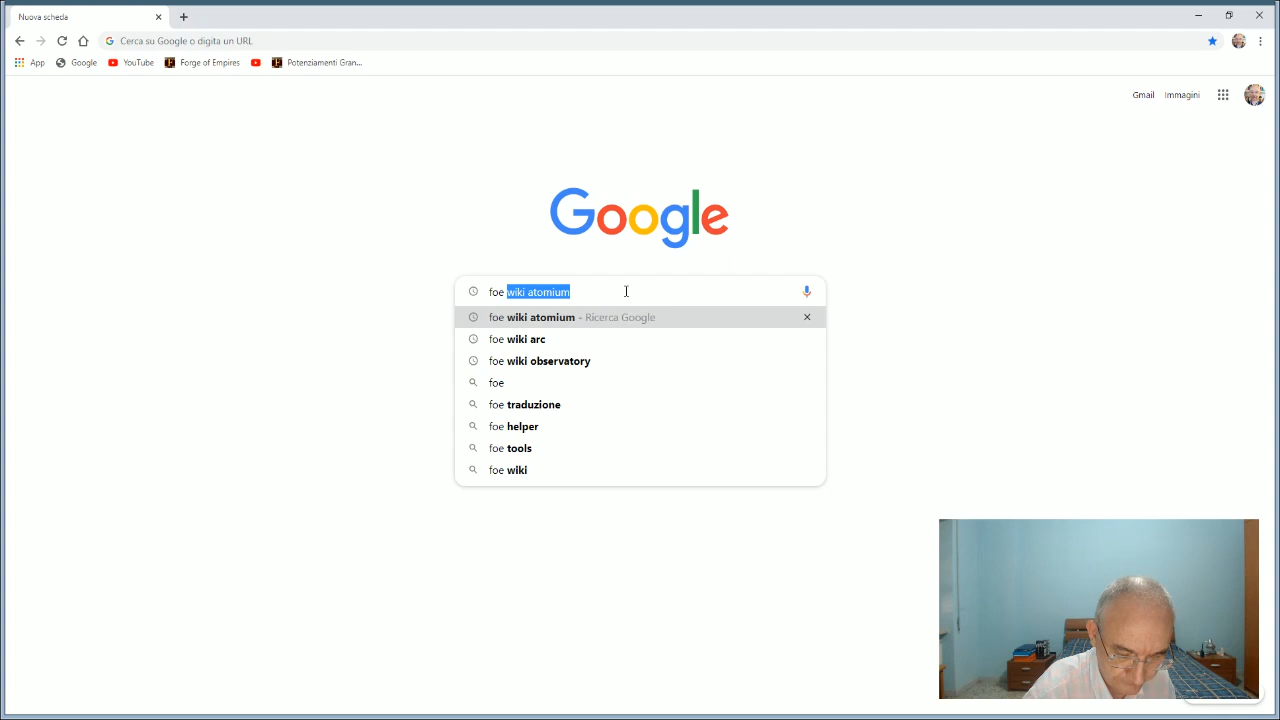 Nuova scheda
Cerca su Google o digita un URL
App Google YouTube Forge of Empires Potenziamenti Gran...
Gmail Immagini
Google
foe wiki atomium
foe wiki atomium - Ricerca Google
foe wiki arc
foe wiki observatory
foe
foe traduzione
foe helper
foe tools
foe wiki